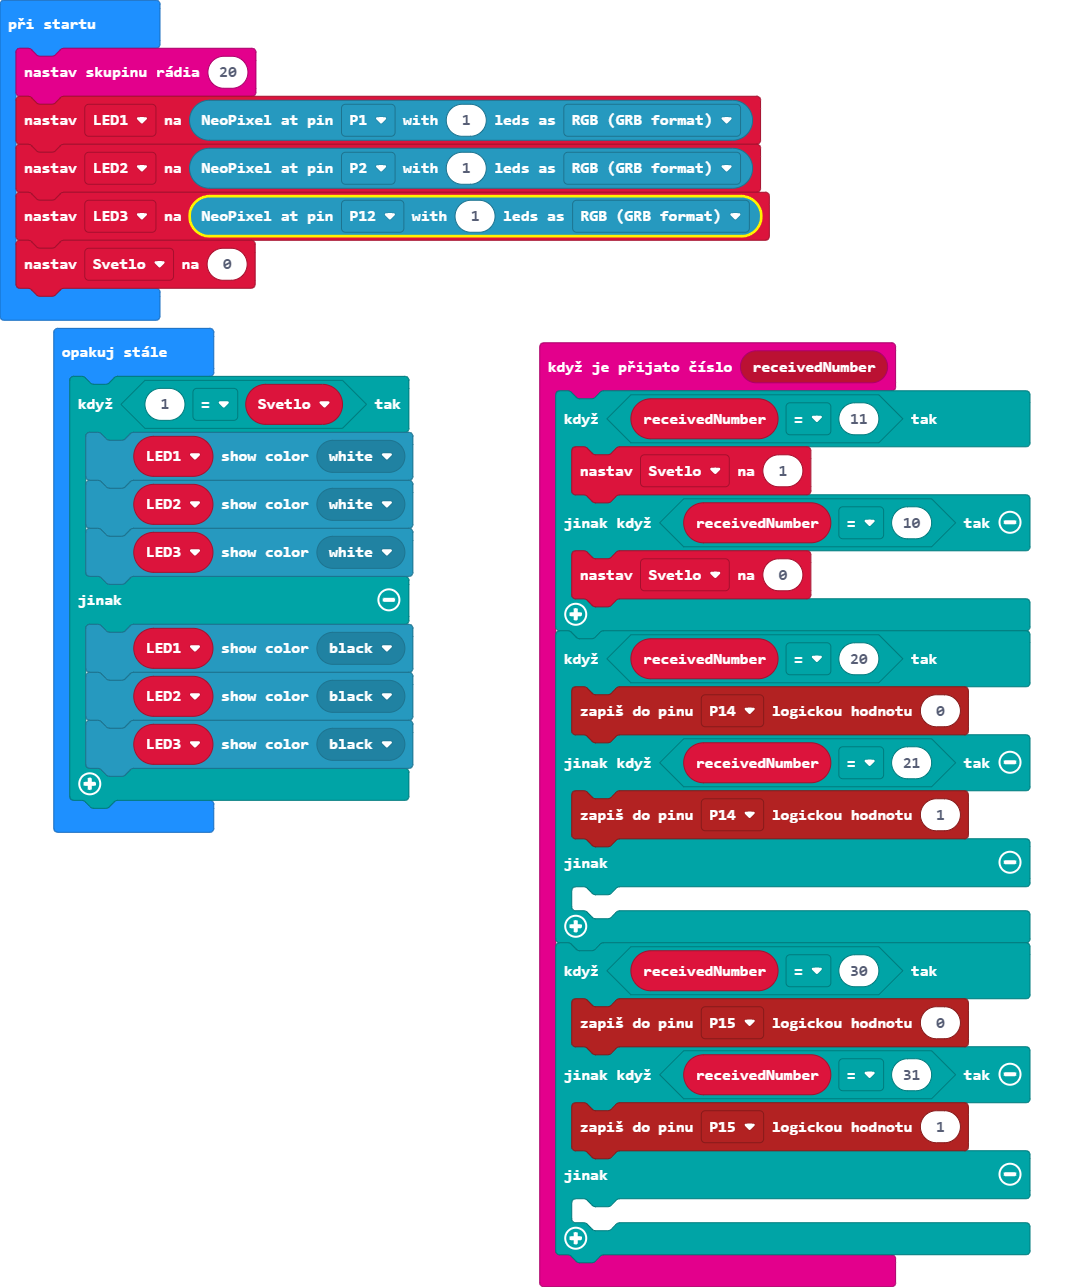 při startu
nastav skupinu rádia 20
nastav LED1 na NeoPixel at pin P1 with 1 leds as RGB (GRB format)
nastav LED2 na NeoPixel at pin P2 with 1 leds as RGB (GRB format)
nastav LED3 na NeoPixel at pin P12 with 1 leds as RGB (GRB format)
nastav Svetlo na 0
opakuj stále
když 1 = Svetlo tak
LED1 show color white
LED2 show color white
LED3 show color white
jinak
LED1 show color black
LED2 show color black
LED3 show color black
když je přijato číslo receivedNumber
když receivedNumber = 11 tak
nastav Svetlo na 1
jinak když receivedNumber = 10 tak
nastav Svetlo na 0
když receivedNumber = 20 tak
zapiš do pinu P14 logickou hodnotu 0
jinak když receivedNumber = 21 tak
zapiš do pinu P14 logickou hodnotu 1
jinak
když receivedNumber = 30 tak
zapiš do pinu P15 logickou hodnotu 0
jinak když receivedNumber = 31 tak
zapiš do pinu P15 logickou hodnotu 1
jinak